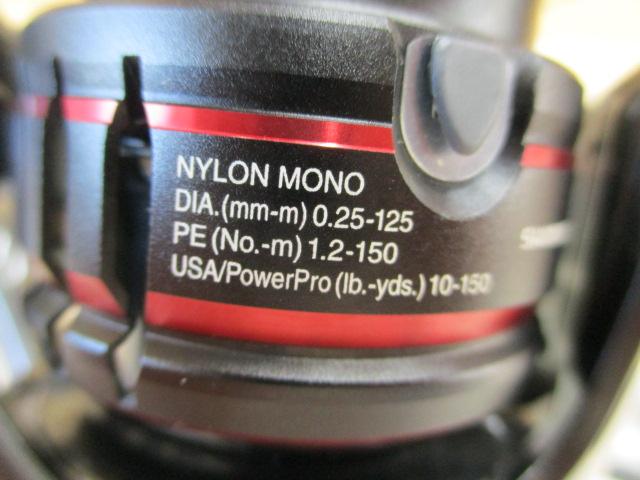 NYLON MONO
DIA.(mm-m) 0.25-125
PE (No.-m) 1.2-150
USA/PowerPro (lb.-yds.) 10-150